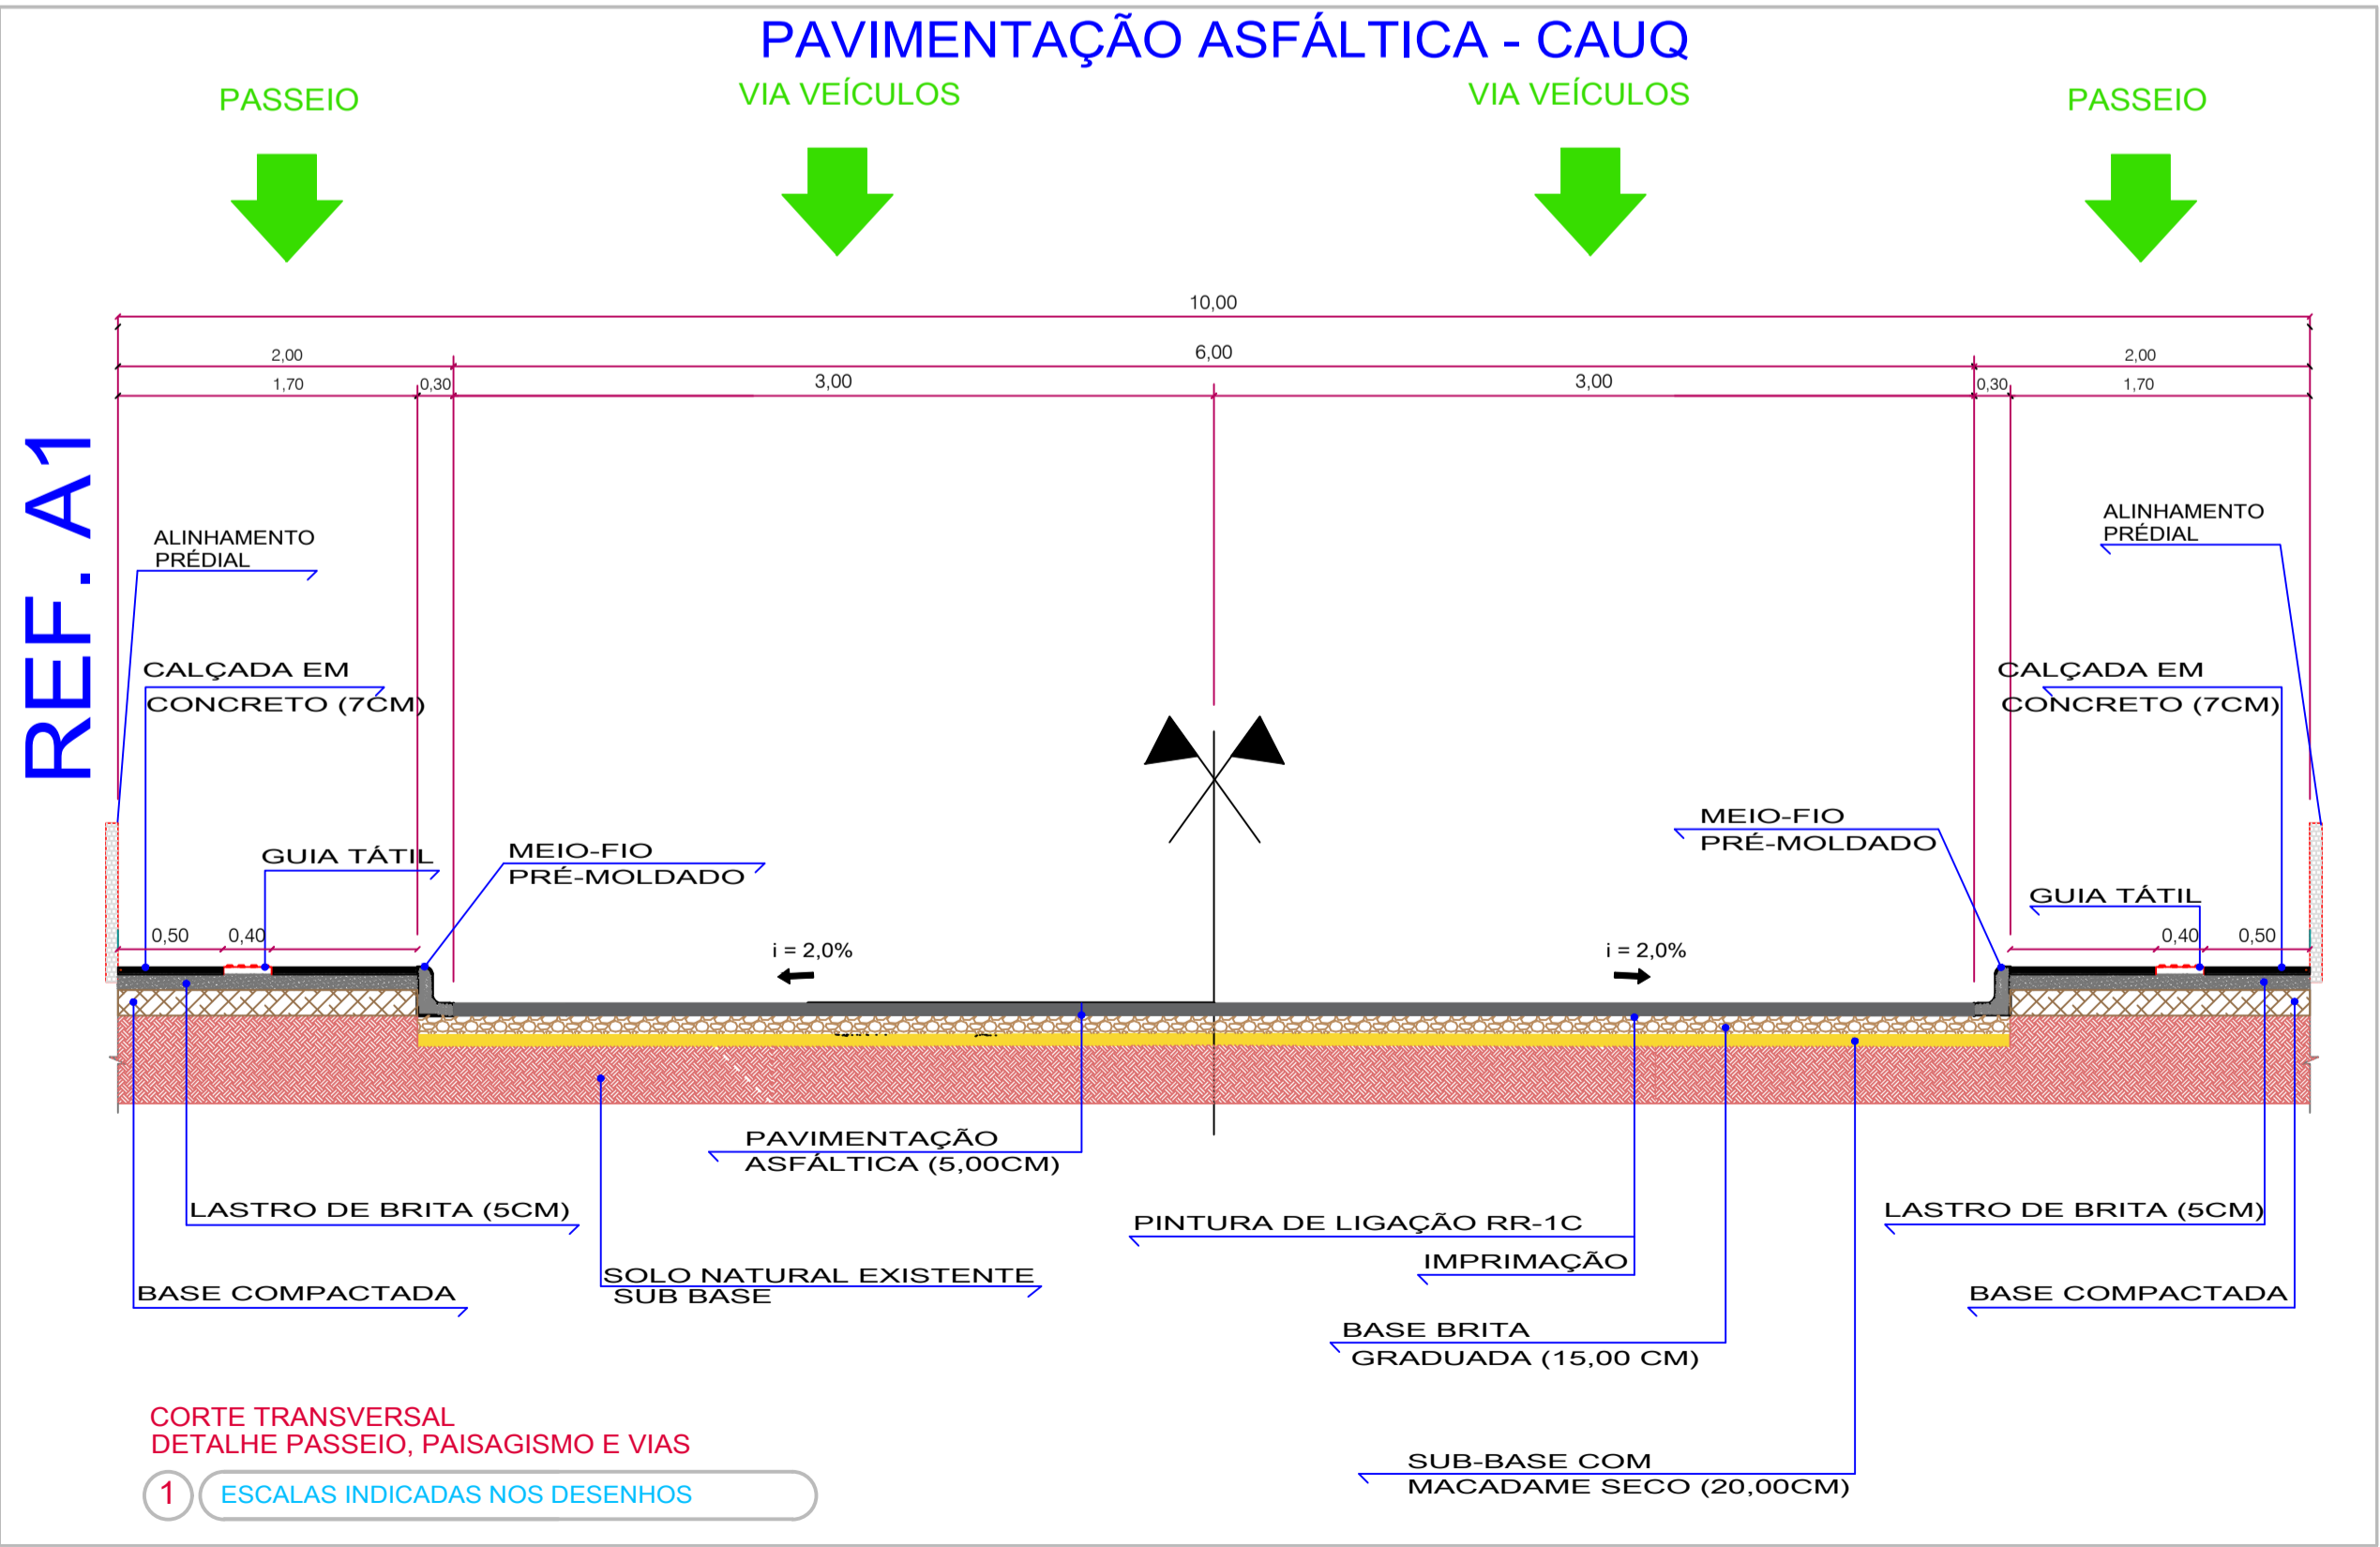 PAVIMENTAÇÃO ASFÁLTICA - CAUQ
PASSEIO
VIA VEÍCULOS
VIA VEÍCULOS
PASSEIO
10,00
2,00
6,00
2,00
1,70
0,30
3,00
3,00
0,30
1,70
REF. A1
ALINHAMENTO
PRÉDIAL
ALINHAMENTO
PRÉDIAL
CALÇADA EM
CONCRETO (7CM)
CALÇADA EM
CONCRETO (7CM)
GUIA TÁTIL
MEIO-FIO
PRÉ-MOLDADO
MEIO-FIO
PRÉ-MOLDADO
GUIA TÁTIL
0,50
0,40
i = 2,0%
i = 2,0%
0,40
0,50
PAVIMENTAÇÃO
ASFÁLTICA (5,00CM)
LASTRO DE BRITA (5CM)
PINTURA DE LIGAÇÃO RR-1C
LASTRO DE BRITA (5CM)
IMPRIMAÇÃO
SOLO NATURAL EXISTENTE
SUB BASE
BASE COMPACTADA
BASE COMPACTADA
BASE BRITA
GRADUADA (15,00 CM)
SUB-BASE COM
MACADAME SECO (20,00CM)
CORTE TRANSVERSAL
DETALHE PASSEIO, PAISAGISMO E VIAS
1
ESCALAS INDICADAS NOS DESENHOS